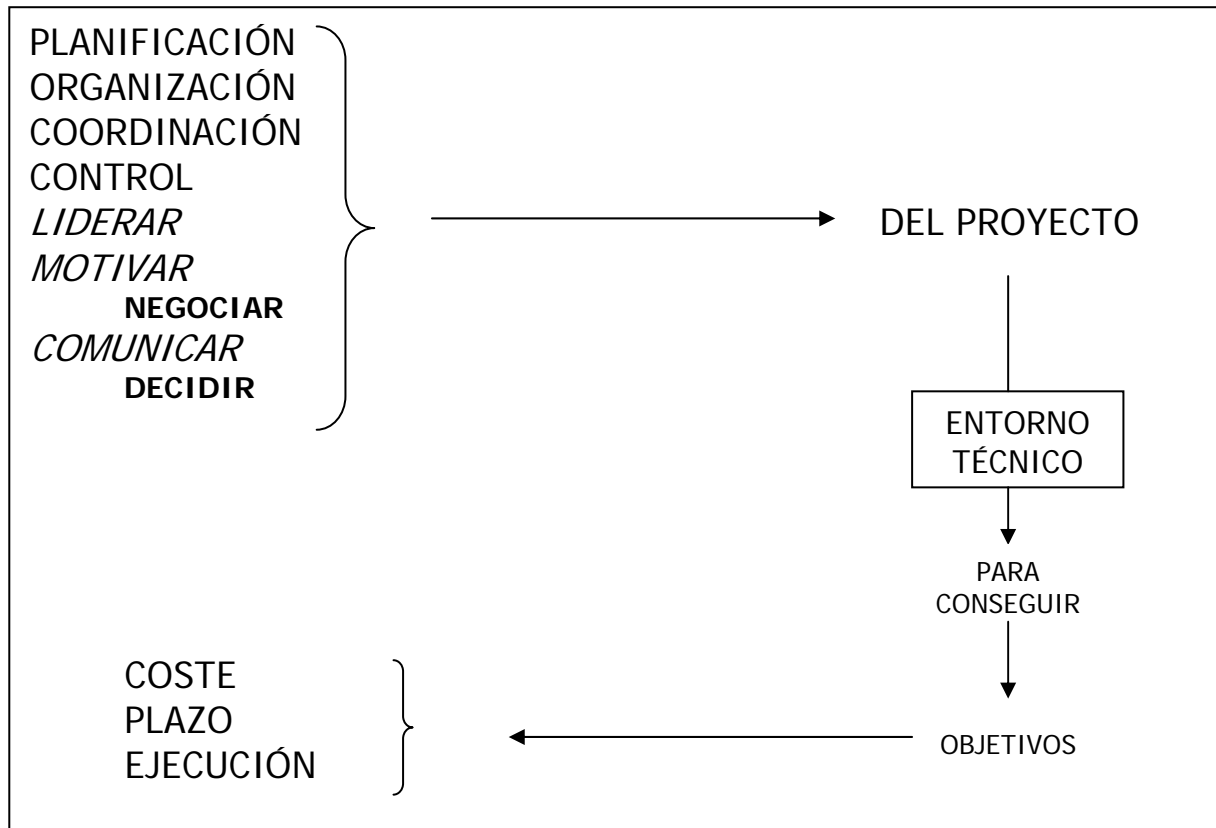 PLANIFICACIÓN
ORGANIZACIÓN
COORDINACIÓN
CONTROL
LIDERAR
MOTIVAR
NEGOCIAR
COMUNICAR
DECIDIR
DEL PROYECTO
ENTORNO
TÉCNICO
PARA
CONSEGUIR
OBJETIVOS
COSTE
PLAZO
EJECUCIÓN